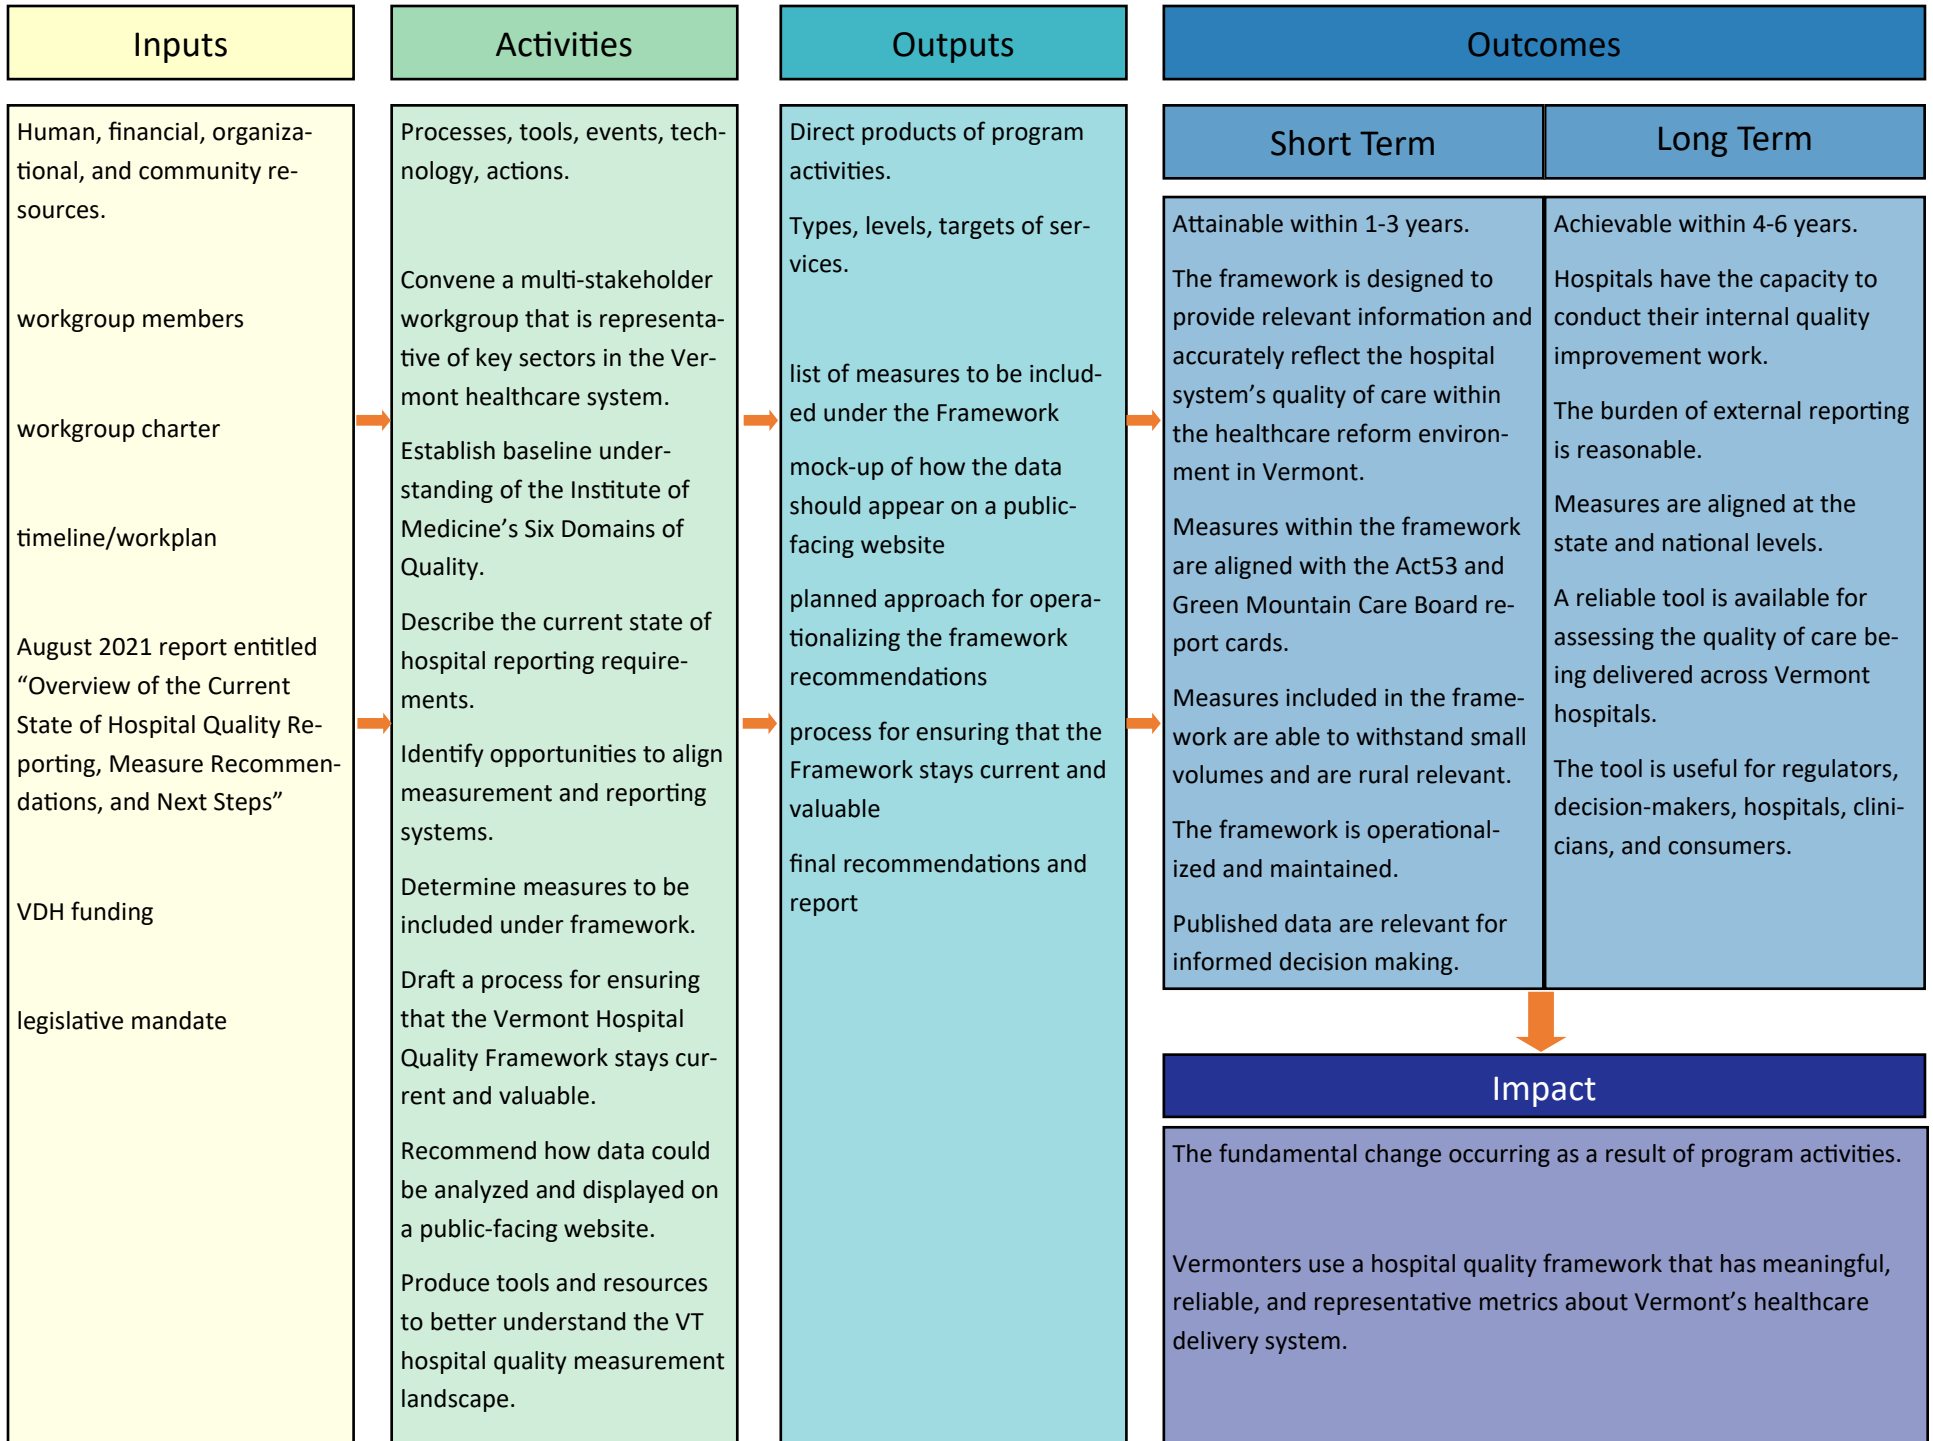 Inputs
Human, financial, organiza-
tional, and community re-
sources.
workgroup members
workgroup charter
timeline/workplan
August 2021 report entitled
“Overview of the Current
State of Hospital Quality Re-
porting, Measure Recommen-
dations, and Next Steps”
VDH funding
legislative mandate
Activities
Processes, tools, events, tech-
nology, actions.
Convene a multi-stakeholder
workgroup that is representa-
tive of key sectors in the Ver-
mont healthcare system.
Establish baseline under-
standing of the Institute of
Medicine’s Six Domains of
Quality.
Describe the current state of
hospital reporting require-
ments.
Identify opportunities to align
measurement and reporting
systems.
Determine measures to be
included under framework.
Draft a process for ensuring
that the Vermont Hospital
Quality Framework stays cur-
rent and valuable.
Recommend how data could
be analyzed and displayed on
a public-facing website.
Produce tools and resources
to better understand the VT
hospital quality measurement
landscape.
Outputs
Direct products of program
activities.
Types, levels, targets of ser-
vices.
list of measures to be includ-
ed under the Framework
mock-up of how the data
should appear on a public-
facing website
planned approach for opera-
tionalizing the framework
recommendations
process for ensuring that the
Framework stays current and
valuable
final recommendations and
report
Outcomes
Short Term
Attainable within 1-3 years.
The framework is designed to
provide relevant information and
accurately reflect the hospital
system’s quality of care within
the healthcare reform environ-
ment in Vermont.
Measures within the framework
are aligned with the Act53 and
Green Mountain Care Board re-
port cards.
Measures included in the frame-
work are able to withstand small
volumes and are rural relevant.
The framework is operational-
ized and maintained.
Published data are relevant for
informed decision making.
Long Term
Achievable within 4-6 years.
Hospitals have the capacity to
conduct their internal quality
improvement work.
The burden of external reporting
is reasonable.
Measures are aligned at the
state and national levels.
A reliable tool is available for
assessing the quality of care be-
ing delivered across Vermont
hospitals.
The tool is useful for regulators,
decision-makers, hospitals, clini-
cians, and consumers.
Impact
The fundamental change occurring as a result of program activities.
Vermonters use a hospital quality framework that has meaningful,
reliable, and representative metrics about Vermont’s healthcare
delivery system.